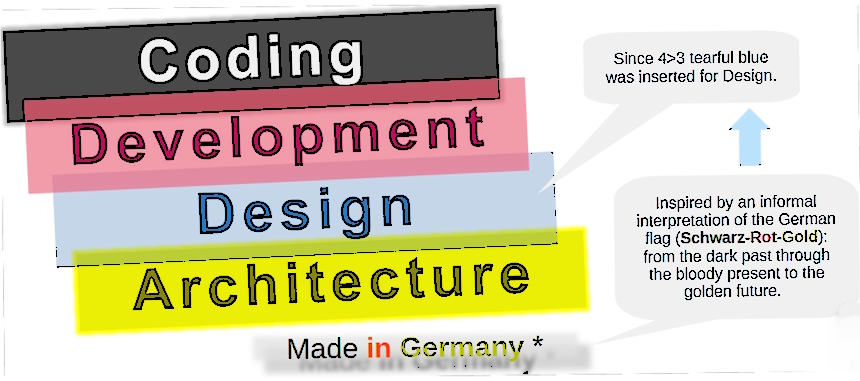 Coding
Development
Design
Architecture
Made in Germany *
Since 4>3 tearful blue
was inserted for Design.
Inspired by an informal
interpretation of the German
flag (Schwarz-Rot-Gold):
from the dark past through
the bloody present to the
golden future.